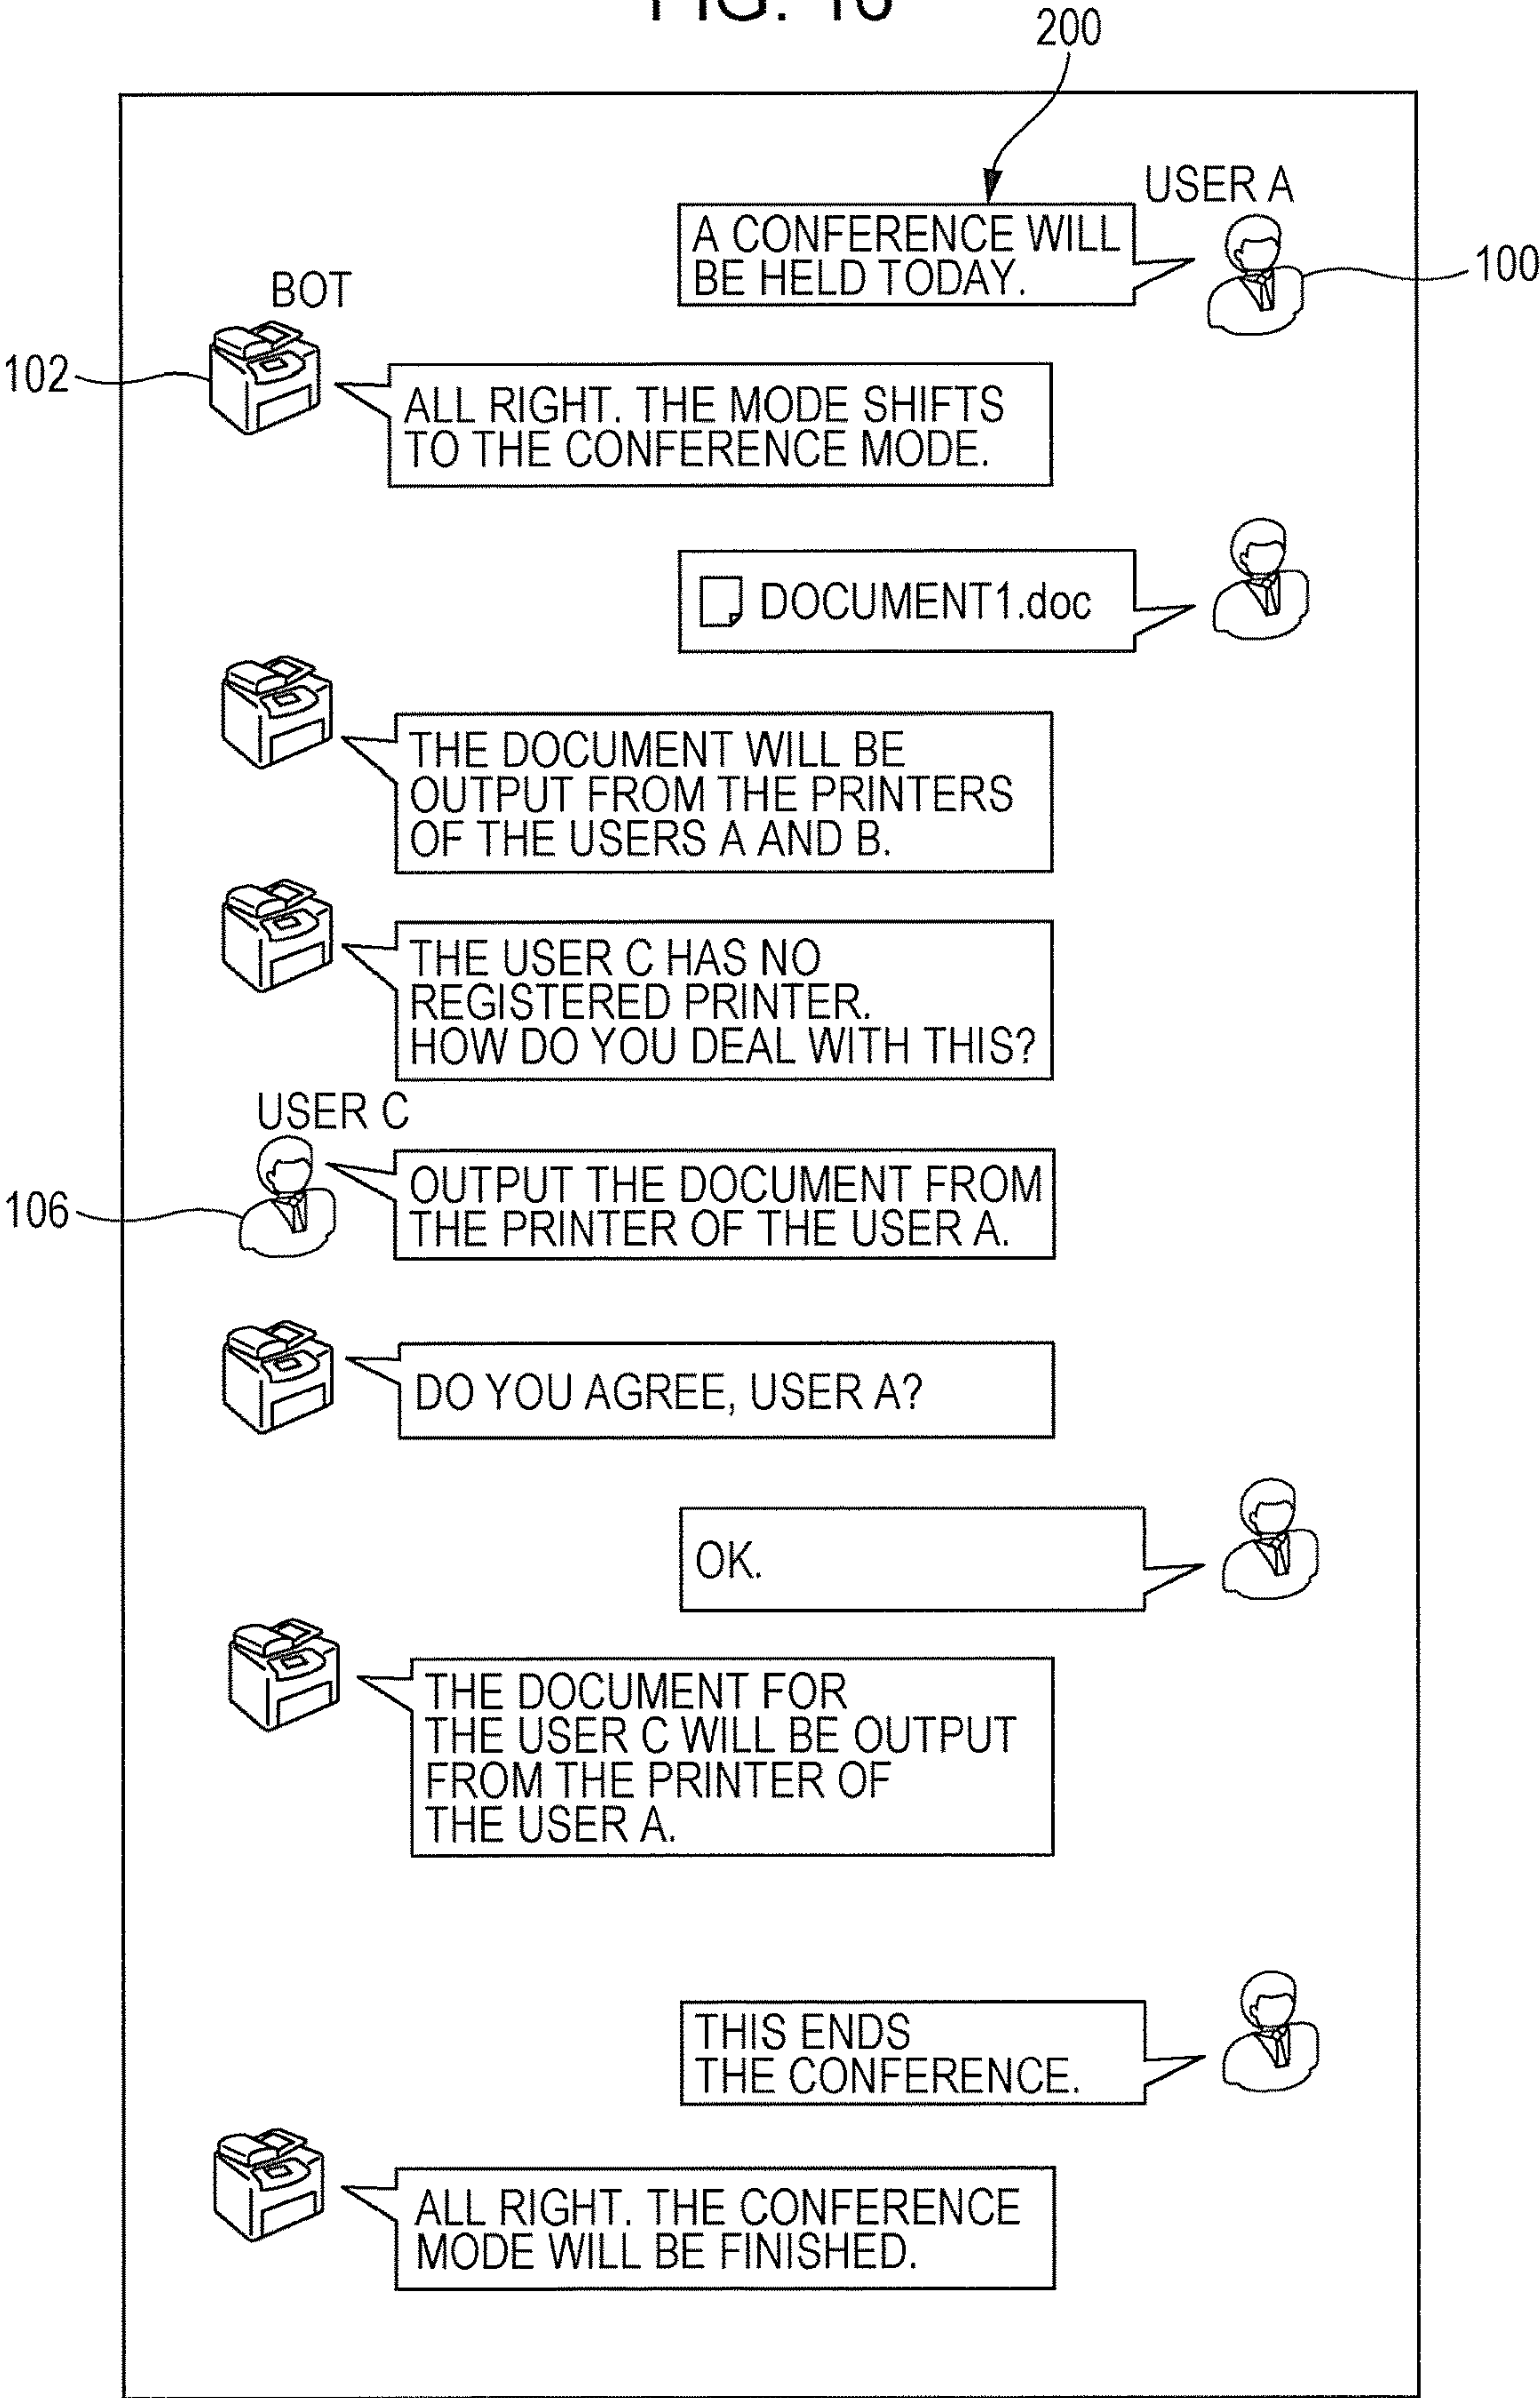 200
USER A
A CONFERENCE WILL
BE HELD TODAY.
100
BOT
102
ALL RIGHT. THE MODE SHIFTS
TO THE CONFERENCE MODE.
DOCUMENT1.doc
THE DOCUMENT WILL BE
OUTPUT FROM THE PRINTERS
OF THE USERS A AND B.
THE USER C HAS NO
REGISTERED PRINTER.
HOW DO YOU DEAL WITH THIS?
USER C
106
OUTPUT THE DOCUMENT FROM
THE PRINTER OF THE USER A.
DO YOU AGREE, USER A?
OK.
THE DOCUMENT FOR
THE USER C WILL BE OUTPUT
FROM THE PRINTER OF
THE USER A.
THIS ENDS
THE CONFERENCE.
ALL RIGHT. THE CONFERENCE
MODE WILL BE FINISHED.